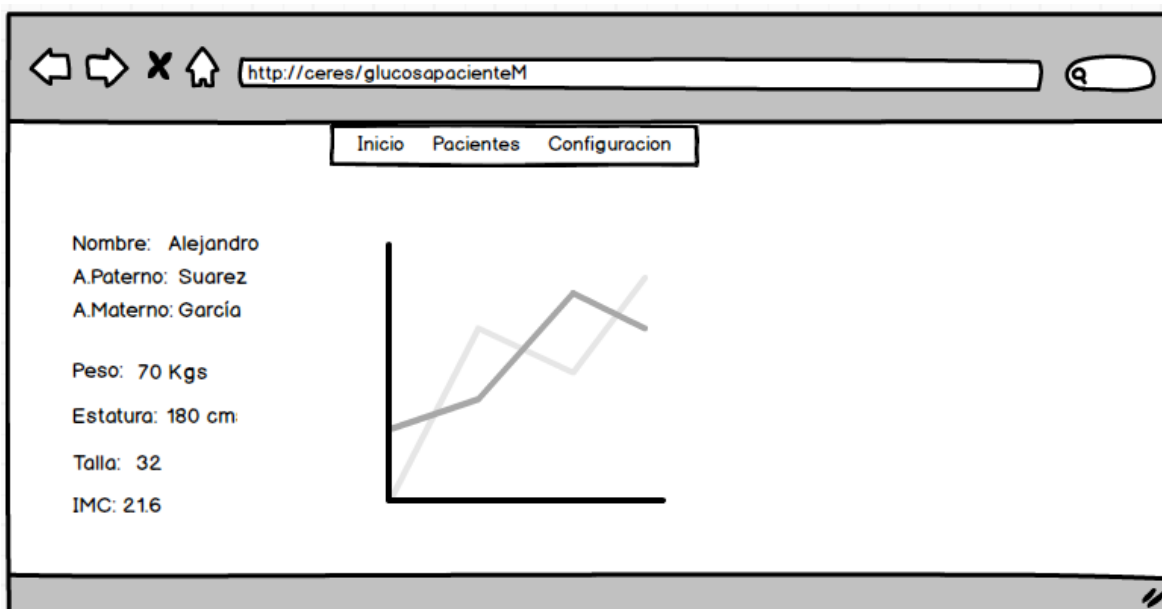 http://ceres/glucosapacienteM
Inicio Pacientes Configuracion
Nombre: Alejandro
A.Paterno: Suarez
A.Materno: García
Peso: 70 Kgs
Estatura: 180 cm
Talla: 32
IMC: 21.6